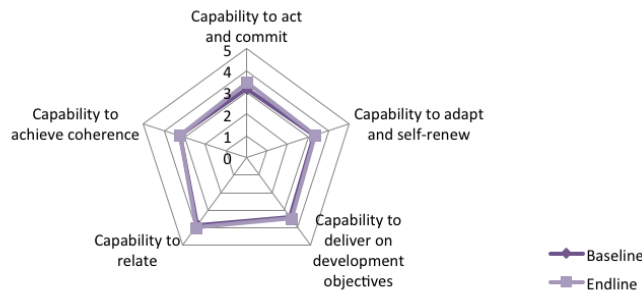 Capability to act
and commit
5
4
3
2
1
0
Capability to adapt
and self-renew
Capability to
deliver on
development
objectives
Capability to
relate
Capability to
achieve coherence
Baseline
Endline